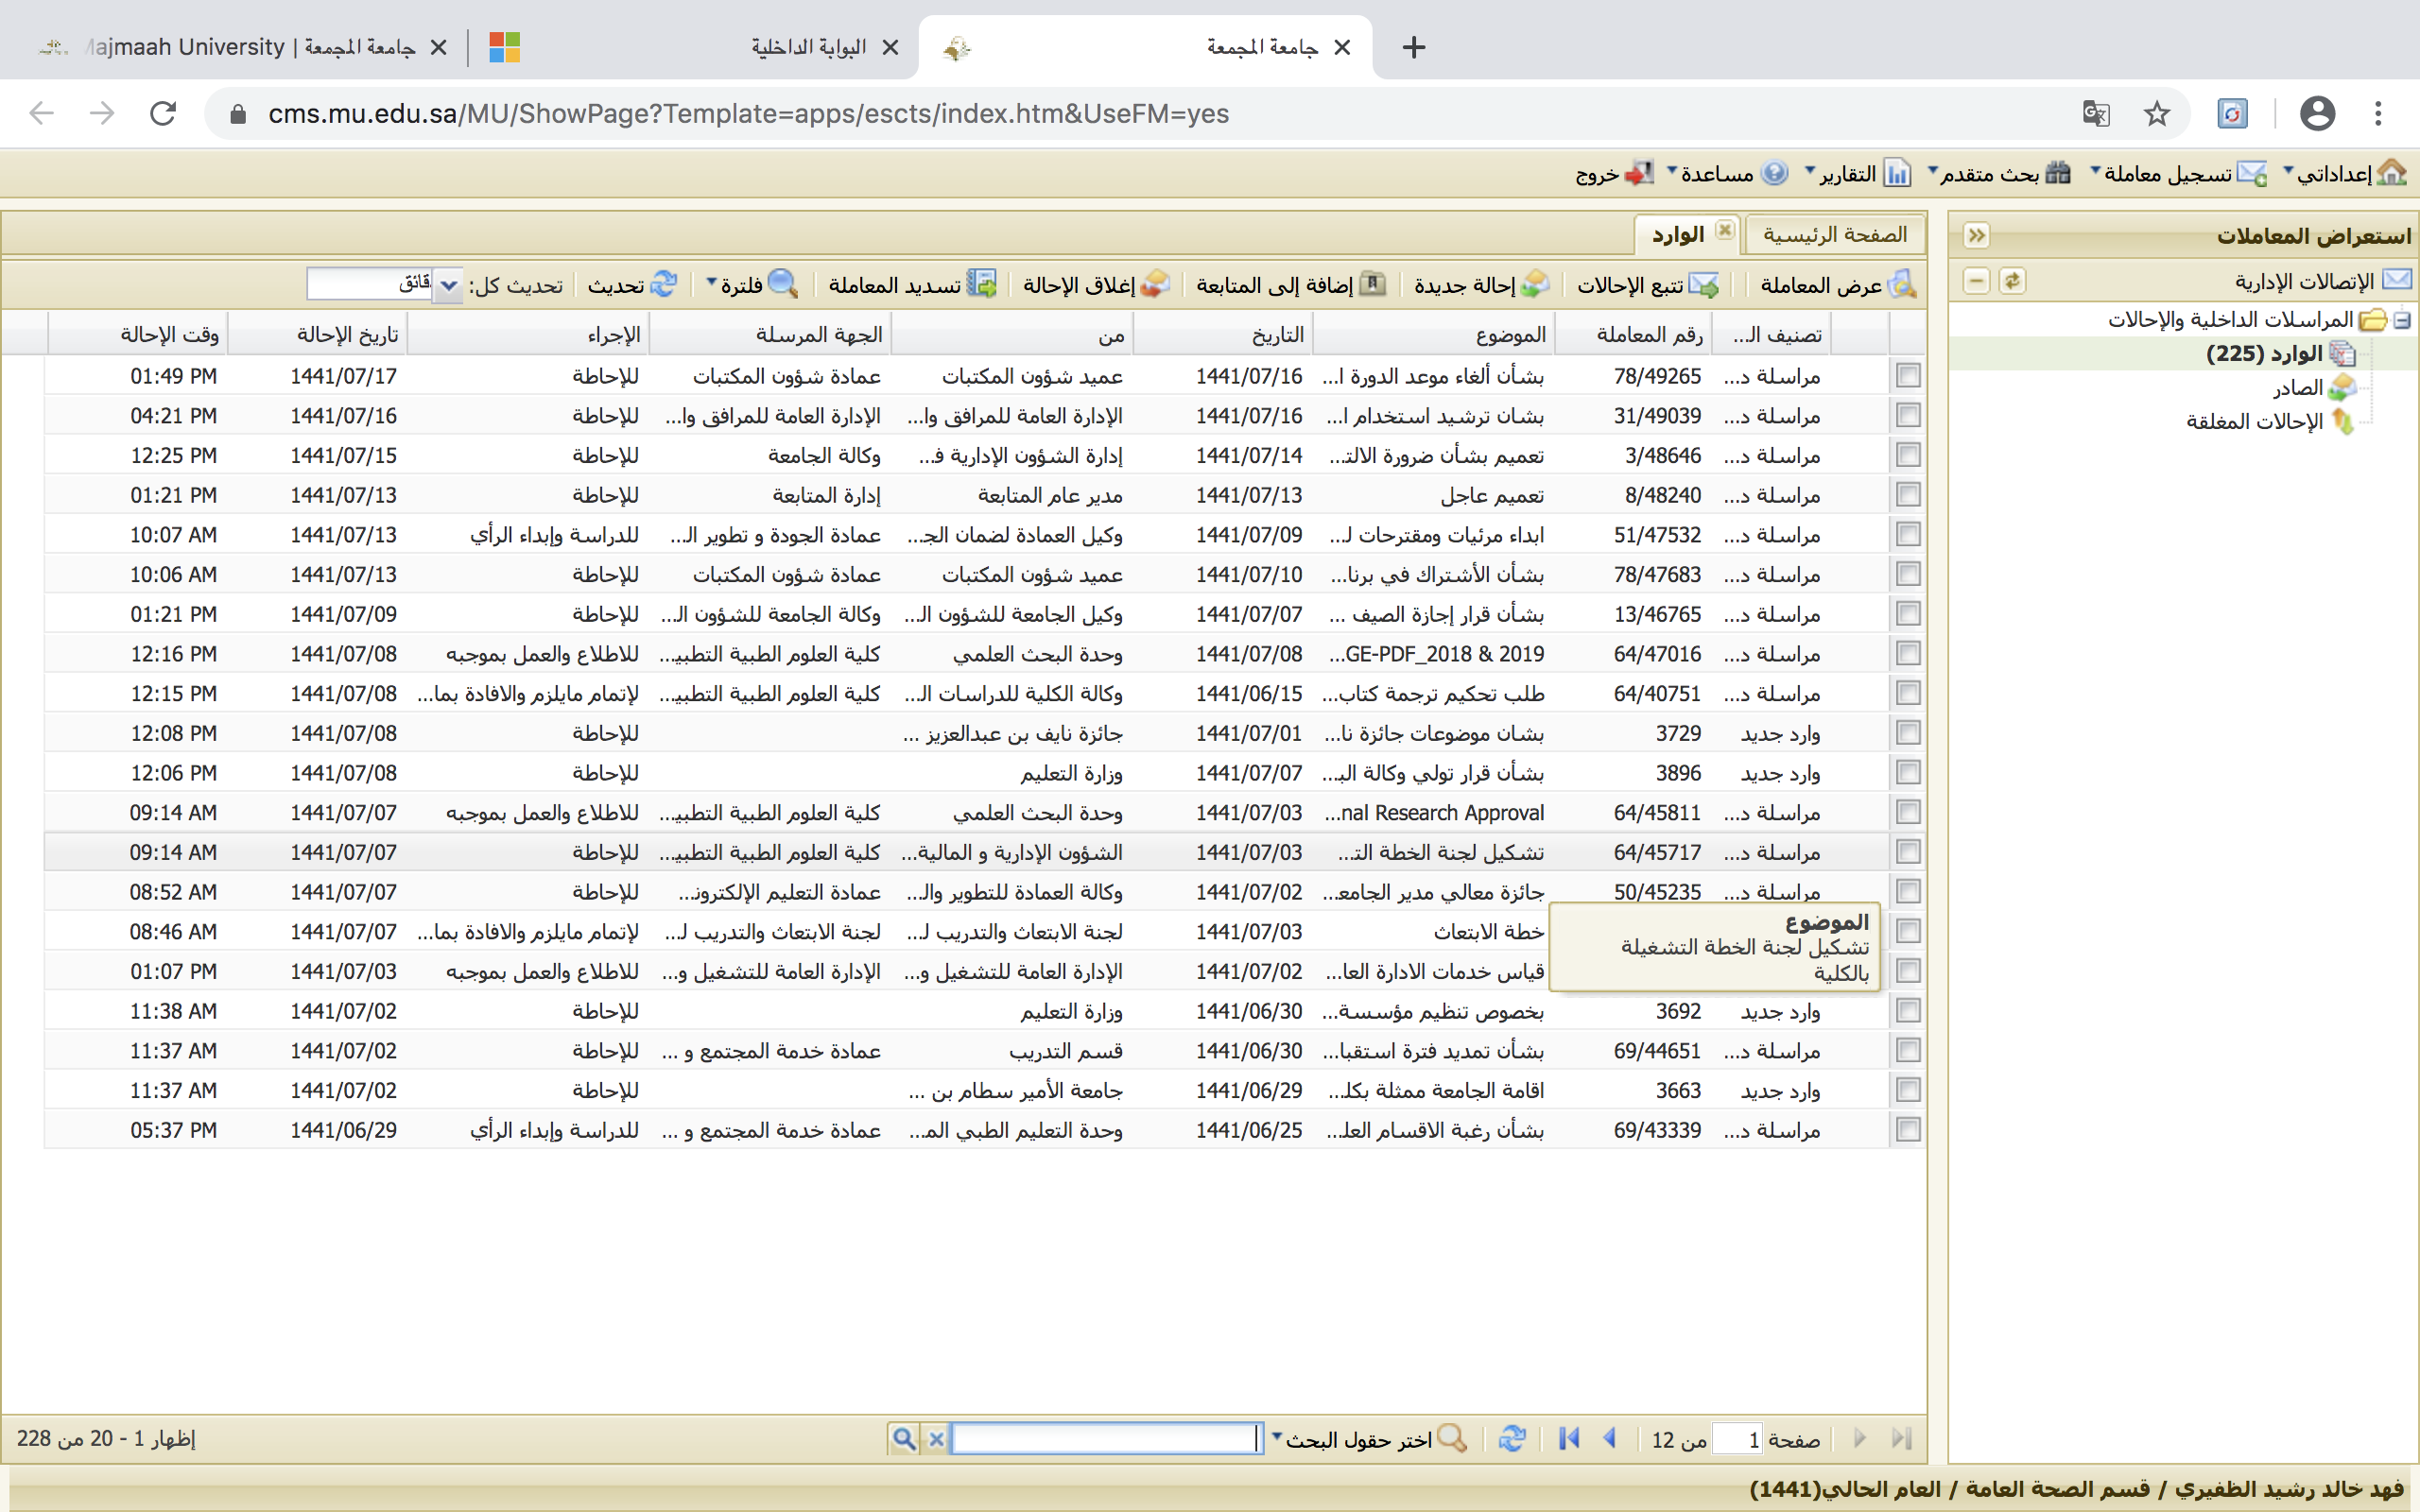 Majmaah University | جامعة المجمعة
البوابة الداخلية
جامعة المجمعة
cms.mu.edu.sa/MU/ShowPage?Template=apps/escts/index.htm&UseFM=yes
إعداداتي تسجيل معاملة بحث متقدم التقارير مساعدة خروج
استعراض المعاملات
الإتصالات الإدارية
المراسلات الداخلية والإحالات
الوارد (225)
الصادر
الإحالات المغلقة
الصفحة الرئيسية الوارد
عرض المعاملة تتبع الإحالات إحالة جديدة إضافة إلى المتابعة إغلاق الإحالة تسديد المعاملة فلترة تحديث تحديث كل:
تصنيف الـ... رقم المعاملة الموضوع التاريخ من الجهة المرسلة الإجراء تاريخ الإحالة وقت الإحالة
مراسلة د... 78/49265 بشأن ألغاء موعد الدورة ا... 1441/07/16 عميد شؤون المكتبات عمادة شؤون المكتبات للإحاطة 1441/07/17 01:49 PM
مراسلة د... 31/49039 بشان ترشيد استخدام ا... 1441/07/16 الإدارة العامة للمرافق وا... الإدارة العامة للمرافق وا... للإحاطة 1441/07/16 04:21 PM
مراسلة د... 3/48646 تعميم بشأن ضرورة الالتـ... 1441/07/14 إدارة الشؤون الإدارية فـ... وكالة الجامعة للإحاطة 1441/07/15 12:25 PM
مراسلة د... 8/48240 تعميم عاجل 1441/07/13 مدير عام المتابعة إدارة المتابعة للإحاطة 1441/07/13 01:21 PM
مراسلة د... 51/47532 ابداء مرئيات ومقترحات لـ... 1441/07/09 وكيل العمادة لضمان الجـ... عمادة الجودة و تطوير الـ... للدراسة وإبداء الرأي 1441/07/13 10:07 AM
مراسلة د... 78/47683 بشأن الأشتراك في برنا... 1441/07/10 عميد شؤون المكتبات عمادة شؤون المكتبات للإحاطة 1441/07/13 10:06 AM
مراسلة د... 13/46765 بشأن قرار إجازة الصيف ... 1441/07/07 وكيل الجامعة للشؤون الـ... وكالة الجامعة للشؤون الـ... للإحاطة 1441/07/09 01:21 PM
مراسلة د... 64/47016 GE-PDF_2018 & 2019... 1441/07/08 وحدة البحث العلمي كلية العلوم الطبية التطبيـ... للاطلاع والعمل بموجبه 1441/07/08 12:16 PM
مراسلة د... 64/40751 طلب تحكيم ترجمة كتاب... 1441/06/15 وكالة الكلية للدراسات الـ... كلية العلوم الطبية التطبيـ... لإتمام مايلزم والافادة بما... 1441/07/08 12:15 PM
وارد جديد 3729 بشان موضوعات جائزة نا... 1441/07/01 جائزة نايف بن عبدالعزيز ... للإحاطة 1441/07/08 12:08 PM
وارد جديد 3896 بشأن قرار تولي وكالة البـ... 1441/07/07 وزارة التعليم للإحاطة 1441/07/08 12:06 PM
مراسلة د... 64/45811 ...nal Research Approval 1441/07/03 وحدة البحث العلمي كلية العلوم الطبية التطبيـ... للاطلاع والعمل بموجبه 1441/07/07 09:14 AM
مراسلة د... 64/45717 تشكيل لجنة الخطة التـ... 1441/07/03 الشؤون الإدارية و المالية... كلية العلوم الطبية التطبيـ... للإحاطة 1441/07/07 09:14 AM
مراسلة د... 50/45235 جائزة معالي مدير الجامعـ... 1441/07/02 وكالة العمادة للتطوير والـ... عمادة التعليم الإلكترونـ... للإحاطة 1441/07/07 08:52 AM
خطة الابتعاث 1441/07/03 لجنة الابتعاث والتدريب لـ... لجنة الابتعاث والتدريب لـ... لإتمام مايلزم والافادة بما... 1441/07/07 08:46 AM
قياس خدمات الادارة العا... 1441/07/02 الإدارة العامة للتشغيل و... الإدارة العامة للتشغيل و... للاطلاع والعمل بموجبه 1441/07/03 01:07 PM
الموضوع
تشكيل لجنة الخطة التشغيلة
بالكلية
وارد جديد 3692 بخصوص تنظيم مؤسسة... 1441/06/30 وزارة التعليم للإحاطة 1441/07/02 11:38 AM
مراسلة د... 69/44651 بشأن تمديد فترة استقبا... 1441/06/30 قسم التدريب عمادة خدمة المجتمع و ... للإحاطة 1441/07/02 11:37 AM
وارد جديد 3663 اقامة الجامعة ممثلة بكلـ... 1441/06/29 جامعة الأمير سطام بن ... للإحاطة 1441/07/02 11:37 AM
مراسلة د... 69/43339 بشأن رغبة الاقسام العلـ... 1441/06/25 وحدة التعليم الطبي المـ... عمادة خدمة المجتمع و ... للدراسة وإبداء الرأي 1441/06/29 05:37 PM
صفحة 1 من 12 اختر حقول البحث إظهار 1 - 20 من 228
فهد خالد رشيد الظفيري / قسم الصحة العامة / العام الحالي(1441)